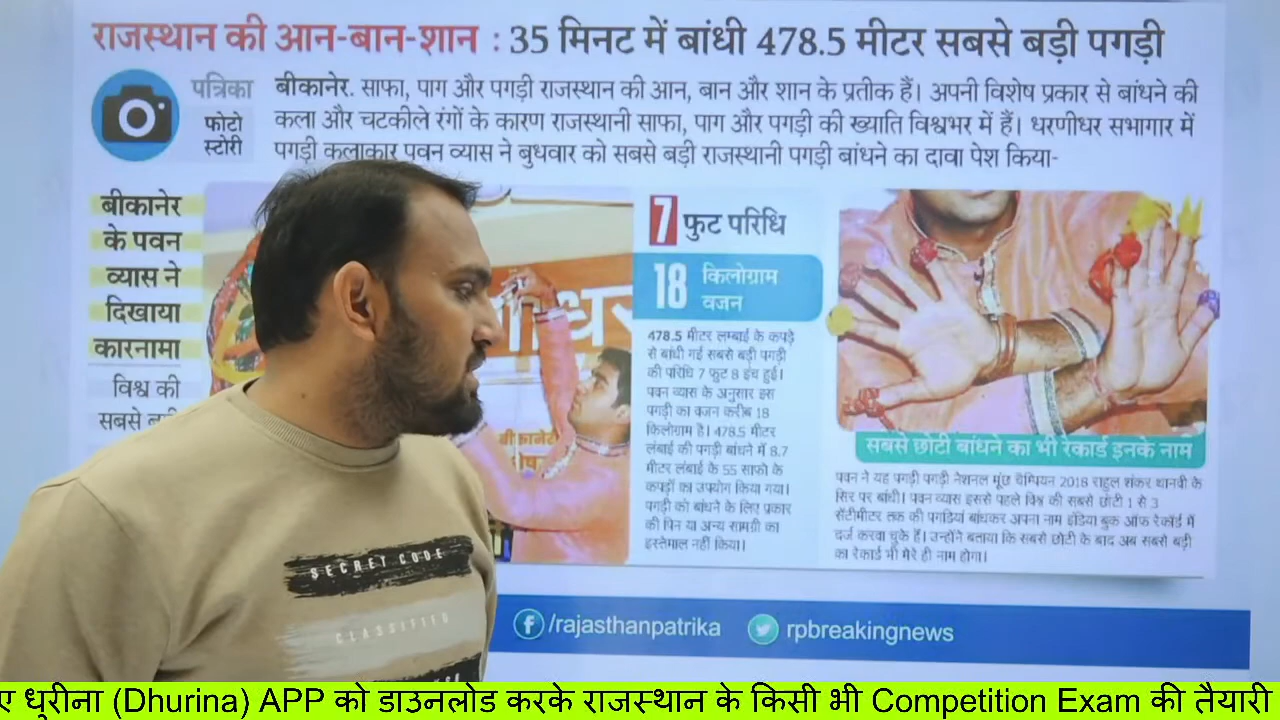 राजस्थान की आन-बान-शान : 35 मिनट में बांधी 478.5 मीटर सबसे बड़ी पगड़ी
पत्रिका
फोटो
स्टोरी
बीकानेर. साफा, पाग और पगड़ी राजस्थान की आन, बान और शान के प्रतीक हैं। अपनी विशेष प्रकार से बांधने की
कला और चटकीले रंगों के कारण राजस्थानी साफा, पाग और पगड़ी की ख्याति विश्वभर में हैं। धरणीधर सभागार में
पगड़ी कलाकार पवन व्यास ने बुधवार को सबसे बड़ी राजस्थानी पगड़ी बांधने का दावा पेश किया-
बीकानेर
के पवन
व्यास ने
दिखाया
कारनामा
विश्व की
सबसे
7 फुट परिधि
18 किलोग्राम
वजन
478.5 मीटर लम्बाई के कपड़े
से बांधी गई सबसे बड़ी पगड़ी
की परिधि 7 फुट 8 इंच हुई।
पवन व्यास के अनुसार इस
पगड़ी का वजन करीब 18
किलोग्राम है। 478.5 मीटर
लंबाई की पगड़ी बांधने में 8.7
मीटर लंबाई के 55 साफो के
कपड़ों का उपयोग किया गया।
पगड़ी को बांधने के लिए प्रकार
की पिन या अन्य सामग्री का
इस्तेमाल नहीं किया।
बीकानेर
सबसे छोटी बांधने का भी रेकार्ड इनके नाम
पवन ने यह पगड़ी पगड़ी नेशनल मूंछ चैम्पियन 2018 राहुल शंकर थानवी के
सिर पर बांधी। पवन व्यास इससे पहले विश्व की सबसे छोटी 1 से 3
सेंटीमीटर तक की पगडियां बांधकर अपना नाम इंडिया बुक ऑफ रेकॉर्ड में
दर्ज करवा चुके हैं। उन्होंने बताया कि सबसे छोटी के बाद अब सबसे बड़ी
का रेकार्ड भी मेरे ही नाम होगा।
SECRET CODE
CLASSIFIED
/rajasthanpatrika
rpbreakingnews
ए धुरीना (Dhurina) APP को डाउनलोड करके राजस्थान के किसी भी Competition Exam की तैयारी